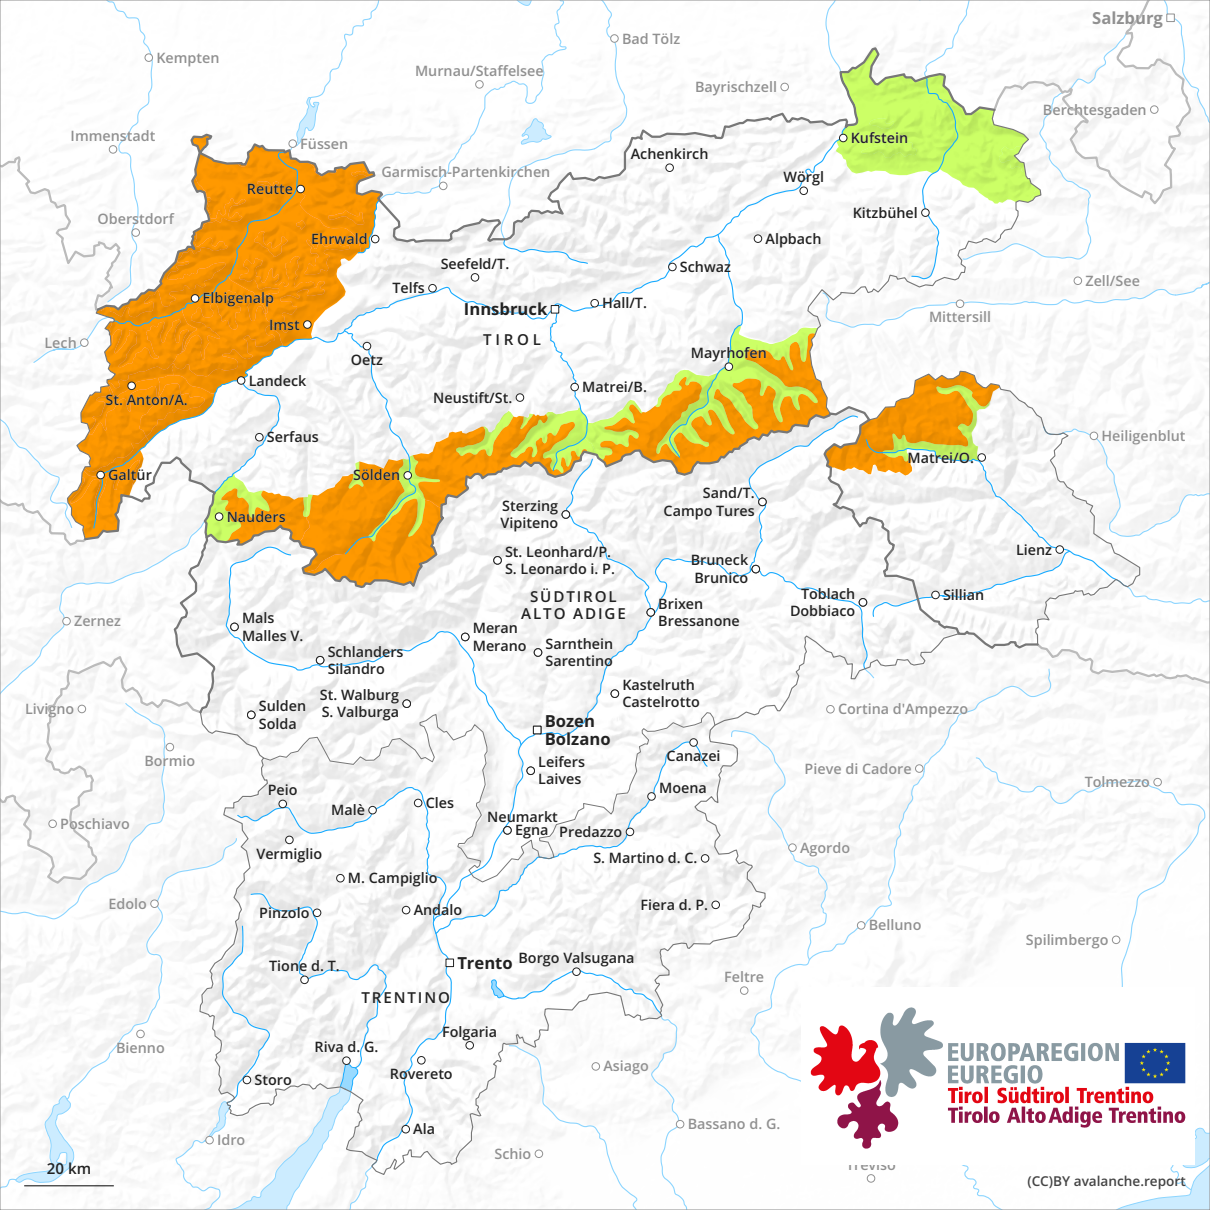 Salzburg
Bad Tölz
Kempten
Murnau/Staffelsee
Bayrischzell
Berchtesgaden
Immenstadt
Füssen
Kufstein
Achenkirch
Garmisch-Partenkirchen
Wörgl
Reutte
Oberstdorf
Kitzbühel
Ehrwald
Alpbach
Seefeld/T.
Schwaz
Zell/See
Telfs
Elbigenalp
Innsbruck
Hall/T.
Mittersill
Imst
TIROL
Lech
Oetz
Mayrhofen
Landeck
Matrei/B.
St. Anton/A.
Neustift/St.
Serfaus
Heiligenblut
Matrei/O.
Galtür
Sölden
Sand/T.
Campo Tures
Sterzing
Vipiteno
Nauders
St. Leonhard/P.
S. Leonardo i. P.
Lienz
Bruneck
Brunico
SÜDTIROL
ALTO ADIGE
Toblach
Dobbiaco
Sillian
Brixen
Bressanone
Zernez
Mals
Malles V.
Meran
Merano
Sarnthein
Sarentino
Schlanders
Silandro
Kastelruth
Castelrotto
St. Walburg
S. Valburga
Sulden
Solda
Livigno
Cortina d'Ampezzo
Bozen
Bolzano
Bormio
Canazei
Leifers
Laives
Pieve di Cadore
Tolmezzo
Peio
Moena
Malè
Cles
Neumarkt
Egna
Predazzo
Poschiavo
Vermiglio
S. Martino d. C.
Agordo
M. Campiglio
Edolo
Pinzolo
Andalo
Fiera d. P.
Belluno
Spilimbergo
Trento
Borgo Valsugana
Tione d. T.
Feltre
TRENTINO
Folgaria
Bienno
Riva d. G.
Rovereto
Asiago
Storo
EUROPAREGION
EUREGIO
Tirol Südtirol Trentino
Tirolo Alto Adige Trentino
Ala
Bassano d. G.
Idro
Schio
Treviso
20 km
(CC)BY avalanche.report